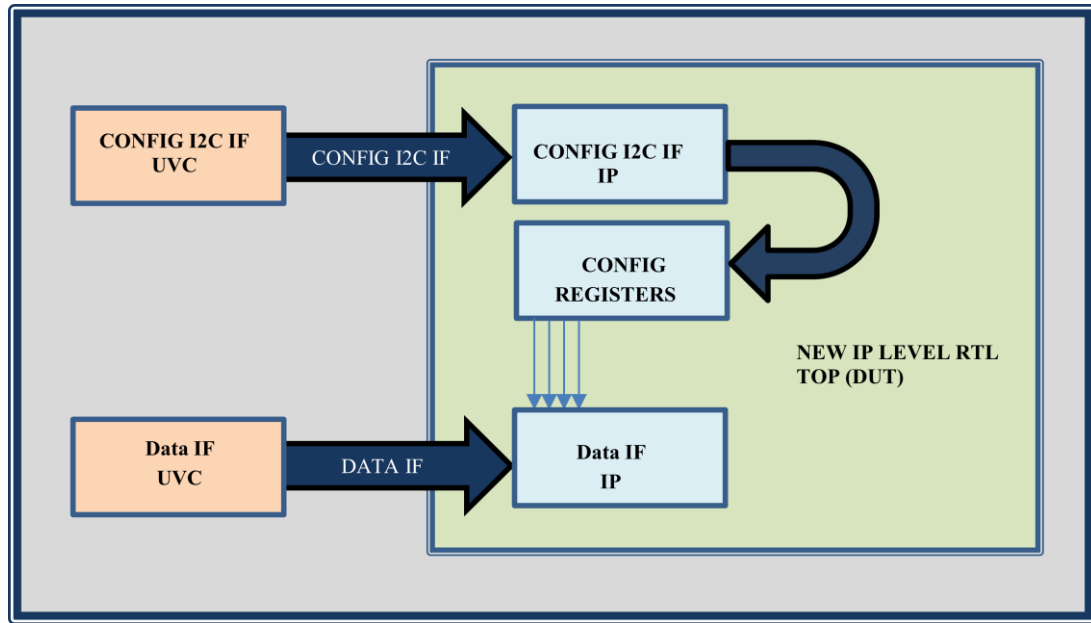 CONFIG I2C IF
UVC
CONFIG I2C IF
CONFIG I2C IF
IP
CONFIG
REGISTERS
NEW IP LEVEL RTL
TOP (DUT)
Data IF
UVC
DATA IF
Data IF
IP